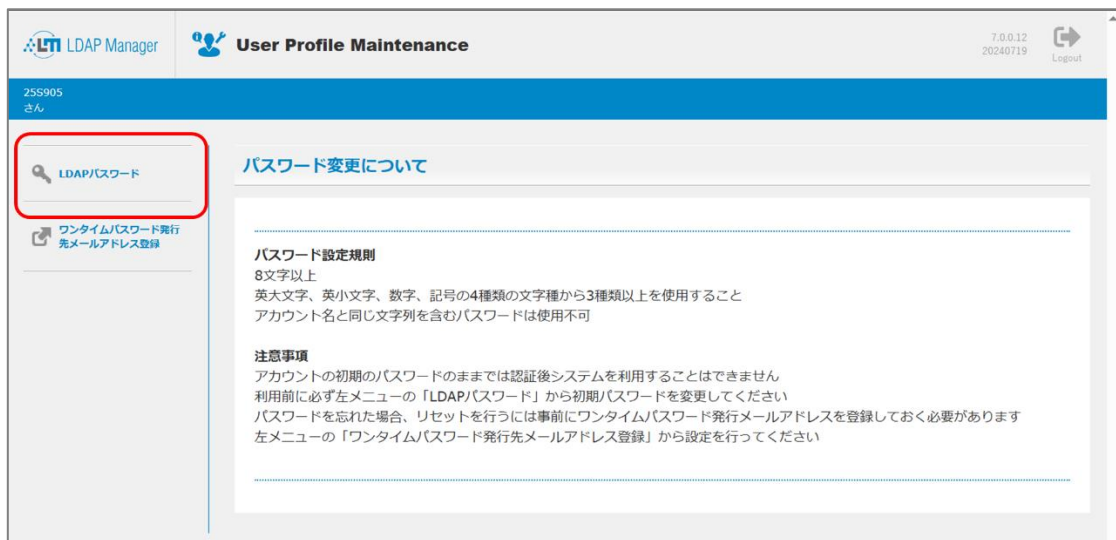 LTI LDAP Manager
User Profile Maintenance
7.0.0.12
20240719
Logout
25S905
さん
LDAPパスワード
ワンタイムパスワード発行
先メールアドレス登録
パスワード変更について
パスワード設定規則
8文字以上
英大文字、英小文字、数字、記号の4種類の文字種から3種類以上を使用すること
アカウント名と同じ文字列を含むパスワードは使用不可
注意事項
アカウントの初期のパスワードのままでは認証後システムを利用することはできません
利用前に必ず左メニューの「LDAPパスワード」から初期パスワードを変更してください
パスワードを忘れた場合、リセットを行うには事前にワンタイムパスワード発行メールアドレスを登録しておく必要があります
左メニューの「ワンタイムパスワード発行先メールアドレス登録」から設定を行ってください